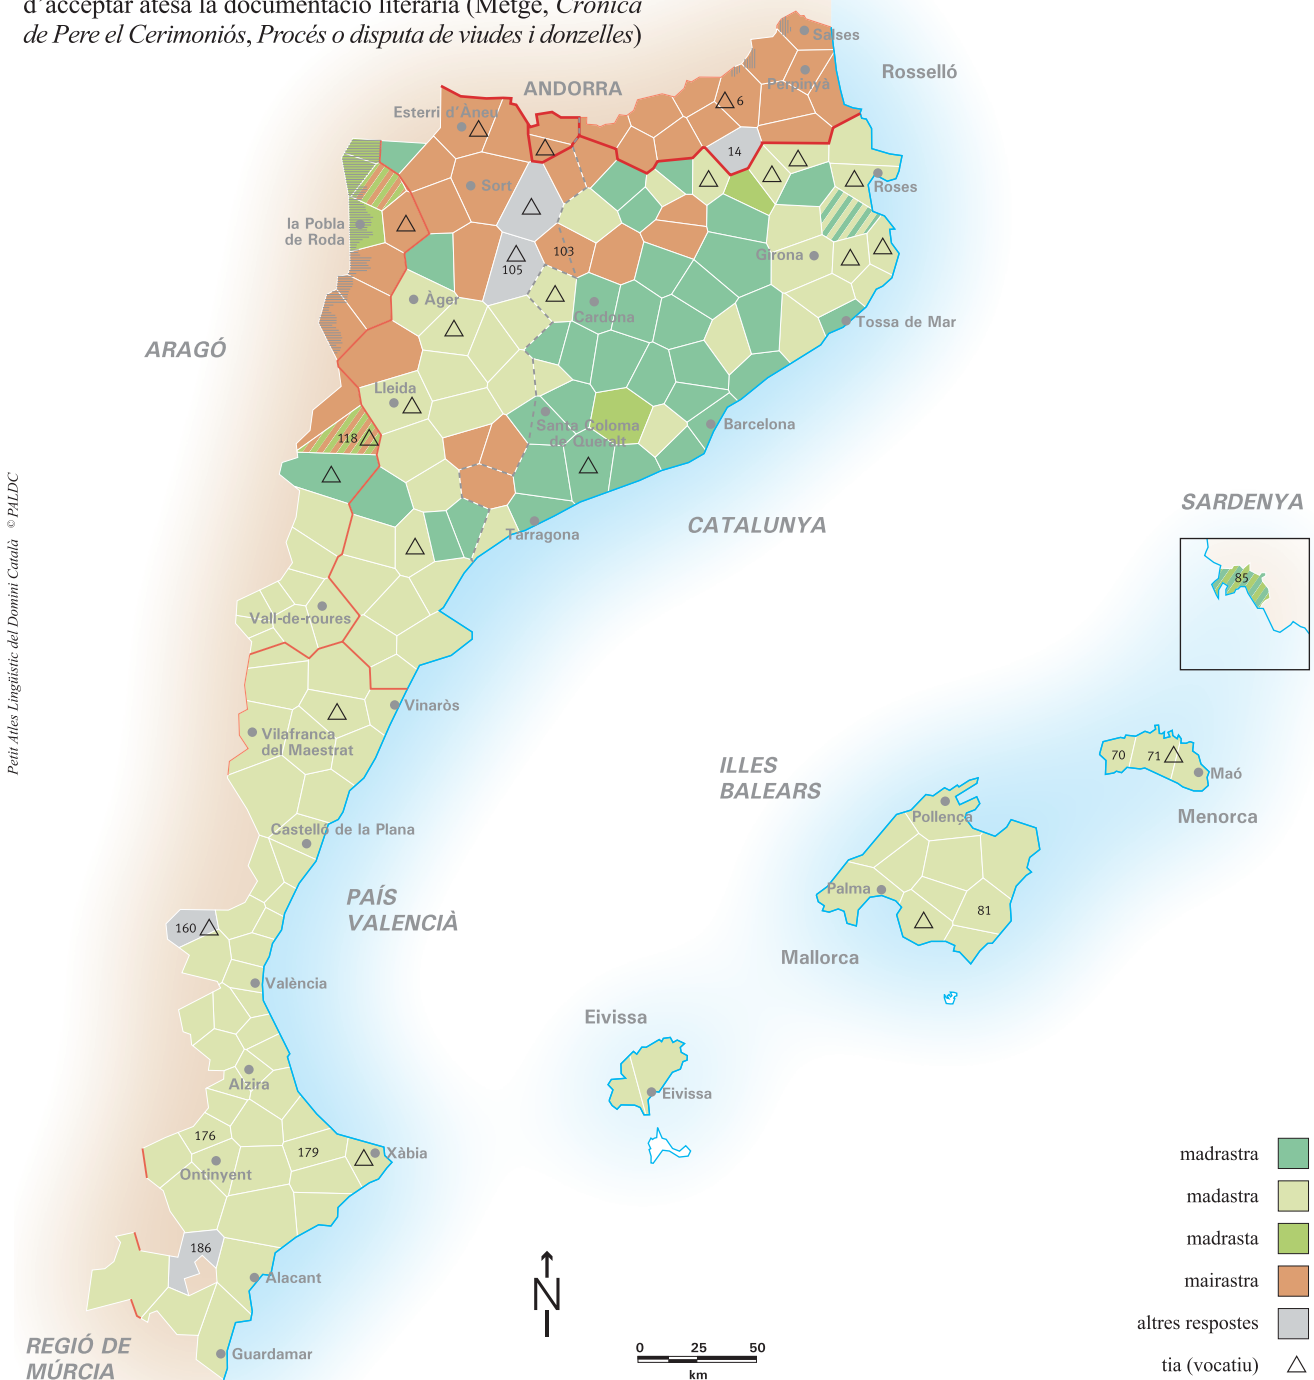 d’acceptar atesa la documentació literària (Metge, Crònica
de Pere el Cerimoniós, Procés o disputa de viudes i donzelles)
Salses
Rosselló
ANDORRA
Perpinyà
6
Esterri d’Àneu
14
Sort
Roses
la Pobla
de Roda
103
Girona
105
Àger
Cardona
Tossa de Mar
ARAGÓ
Lleida
Santa Coloma
de Queralt
Barcelona
118
Tarragona
CATALUNYA
SARDENYA
85
Petit Atles Lingüístic del Domini Català © PALDC
Vall-de-roures
Vinaròs
Vilafranca
del Maestrat
ILLES
BALEARS
70
71
Maó
Menorca
Pollença
Castelló de la Plana
Palma
81
PAÍS
VALENCIÀ
160
Mallorca
València
Eivissa
Alzira
Eivissa
176
179
Xàbia
Ontinyent
186
Alacant
REGIÓ DE
MÚRCIA
Guardamar
N
0 25 50
km
madrastra
madastra
madrasta
mairastra
altres respostes
tia (vocatiu)